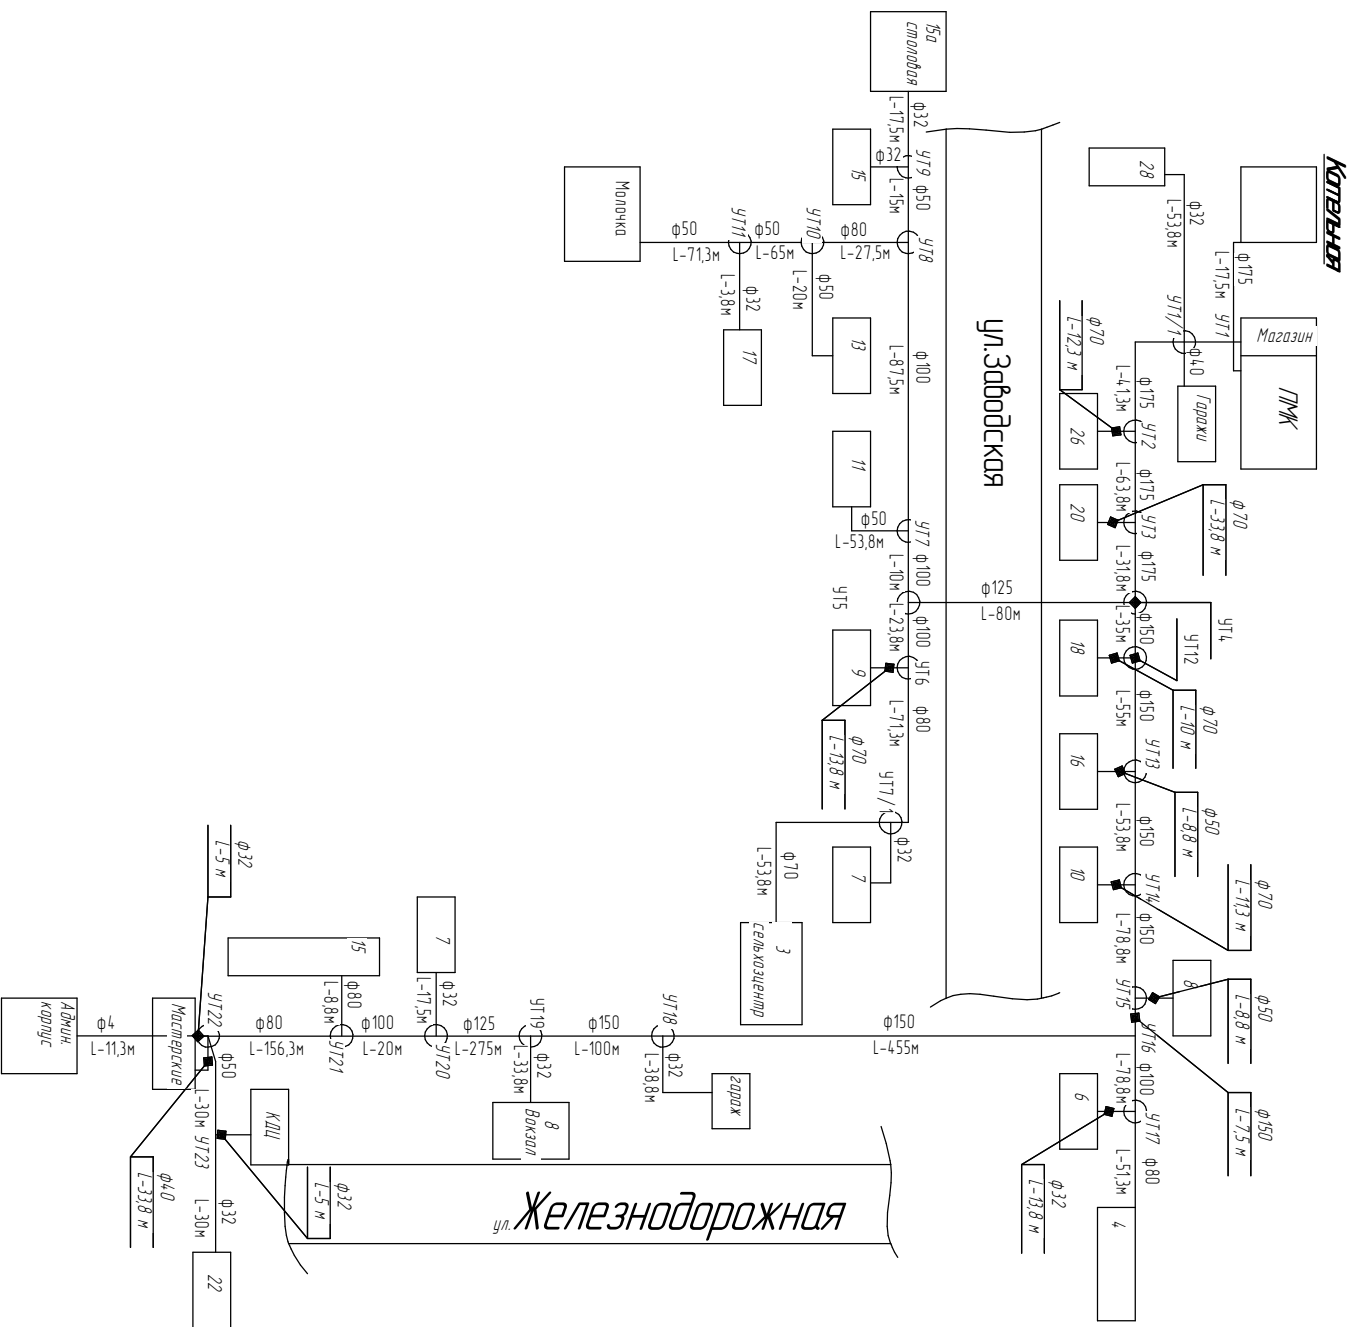 Котельная
ф175
L-17,5м
УТ1
Магазин
ПМК
28
ф32
L-53,8м
УТ1/1
ф40
Гаражи
ф70
L-12,3 м
ф175
L-41,3м
УТ2
26
ф175
L-63,8м
УТ3
20
ф70
L-33,8 м
ф175
L-31,8м
УТ4
ф150
L-35м
УТ12
18
ф70
L-10 м
ф150
L-55м
УТ13
16
ф50
L-8,8 м
ф150
L-53,8м
УТ14
10
ф70
L-11,3 м
ф150
L-78,8м
УТ15
8
ф50
L-8,8 м
УТ16
ф150
L-7,5 м
ф100
L-78,8м
УТ17
6
ф32
L-13,8 м
ф80
L-51,3м
4
ул.Заводская
ф125
L-80м
15а
столовая
ф32
L-17,5м
УТ9
ф32
L-15м
15
ф50
УТ8
ф80
L-27,5м
УТ10
ф50
L-20м
13
ф50
L-65м
УТ11
ф32
L-3,8м
17
ф50
L-71,3м
Молочка
ф100
L-87,5м
11
ф50
L-53,8м
УТ7
ф100
L-10м
УТ5
ф100
L-23,8м
УТ6
9
ф70
L-13,8 м
ф80
L-71,3м
УТ7/1
ф32
7
ф70
L-53,8м
3
сельхозцентр
ф150
L-455м
УТ18
ф32
L-38,8м
гараж
ф150
L-100м
УТ19
ф32
L-33,8м
8
Вокзал
ф125
L-275м
УТ20
7
ф32
L-17,5м
ф100
L-20м
УТ21
15
ф80
L-8,8м
ф80
L-156,3м
УТ22
ф32
L-5 м
Мастерские
ф4
L-11,3м
Админ.
корпус
ф50
L-30м
УТ23
КДЦ
ф32
L-5 м
ф40
L-33,8 м
ф32
L-30м
22
ул. Железнодорожная